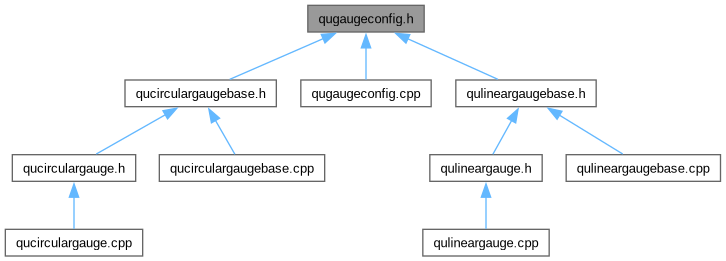 qugaugeconfig.h
qucirculargaugebase.h
qugaugeconfig.cpp
qulineargaugebase.h
qucirculargauge.h
qucirculargaugebase.cpp
qulineargauge.h
qulineargaugebase.cpp
qucirculargauge.cpp
qulineargauge.cpp